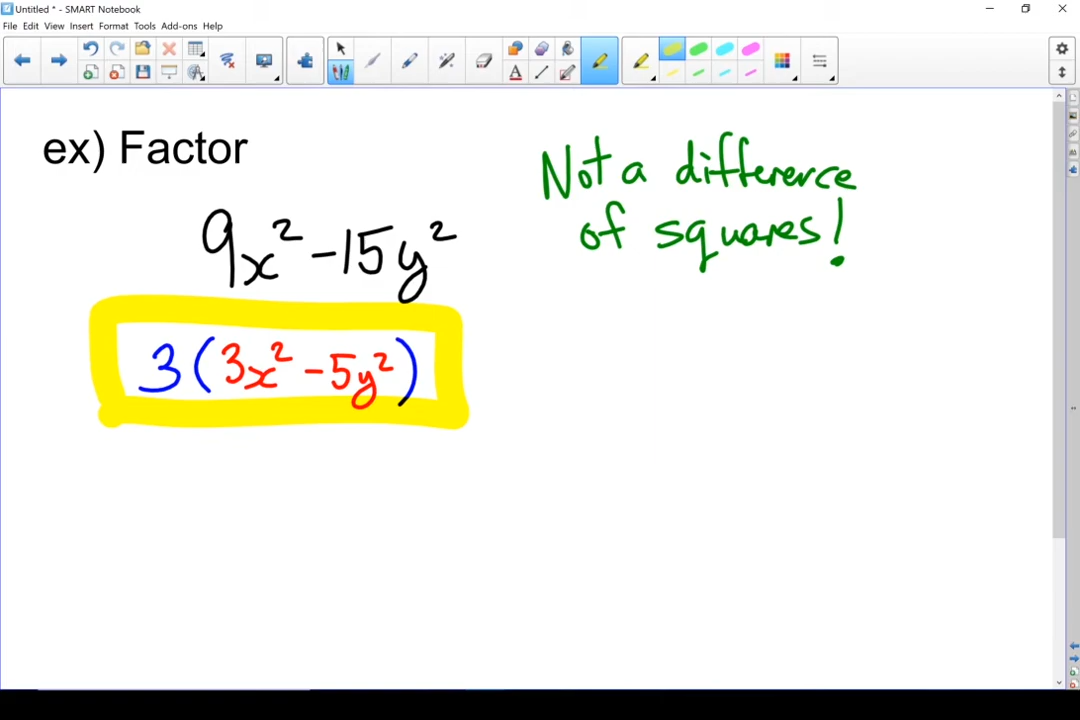 Untitled * - SMART Notebook
File Edit View Insert Format Tools Add-ons Help
ex) Factor
Not a difference
of squares!
9x² -15y²
3(3x² -5y²)